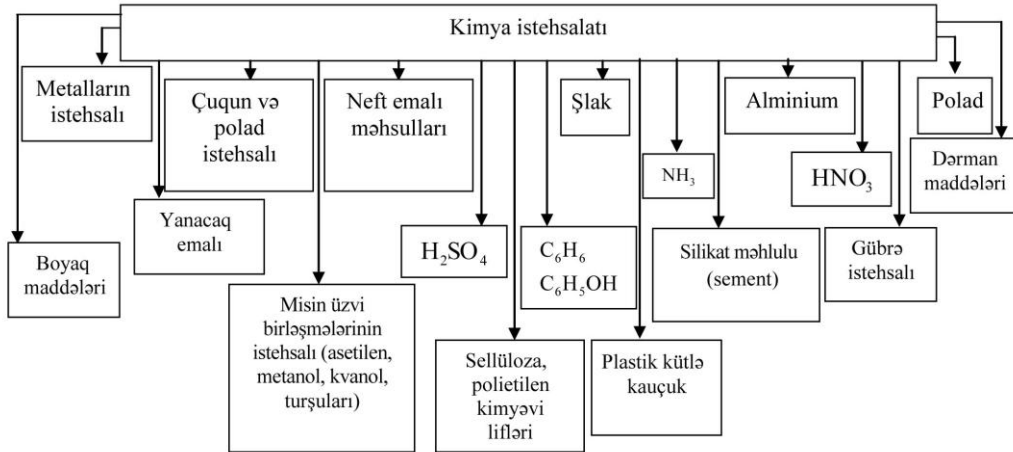 Kimya istehsalatı
Metalların
istehsalı
Çuqun və
polad
istehsalı
Neft emalı
məhsulları
Şlak
Alminium
Polad
Dərman
maddələri
NH₃
HNO₃
Yanacaq
emalı
Boyaq
maddələri
H₂SO₄
C₆H₆
C₆H₅OH
Silikat məhlulu
(sement)
Gübrə
istehsalı
Misin üzvi
birləşmələrinin
istehsalı (asetilen,
metanol, kvanol,
turşuları)
Sellüloza,
polietilen
kimyəvi
lifləri
Plastik kütlə
kauçuk